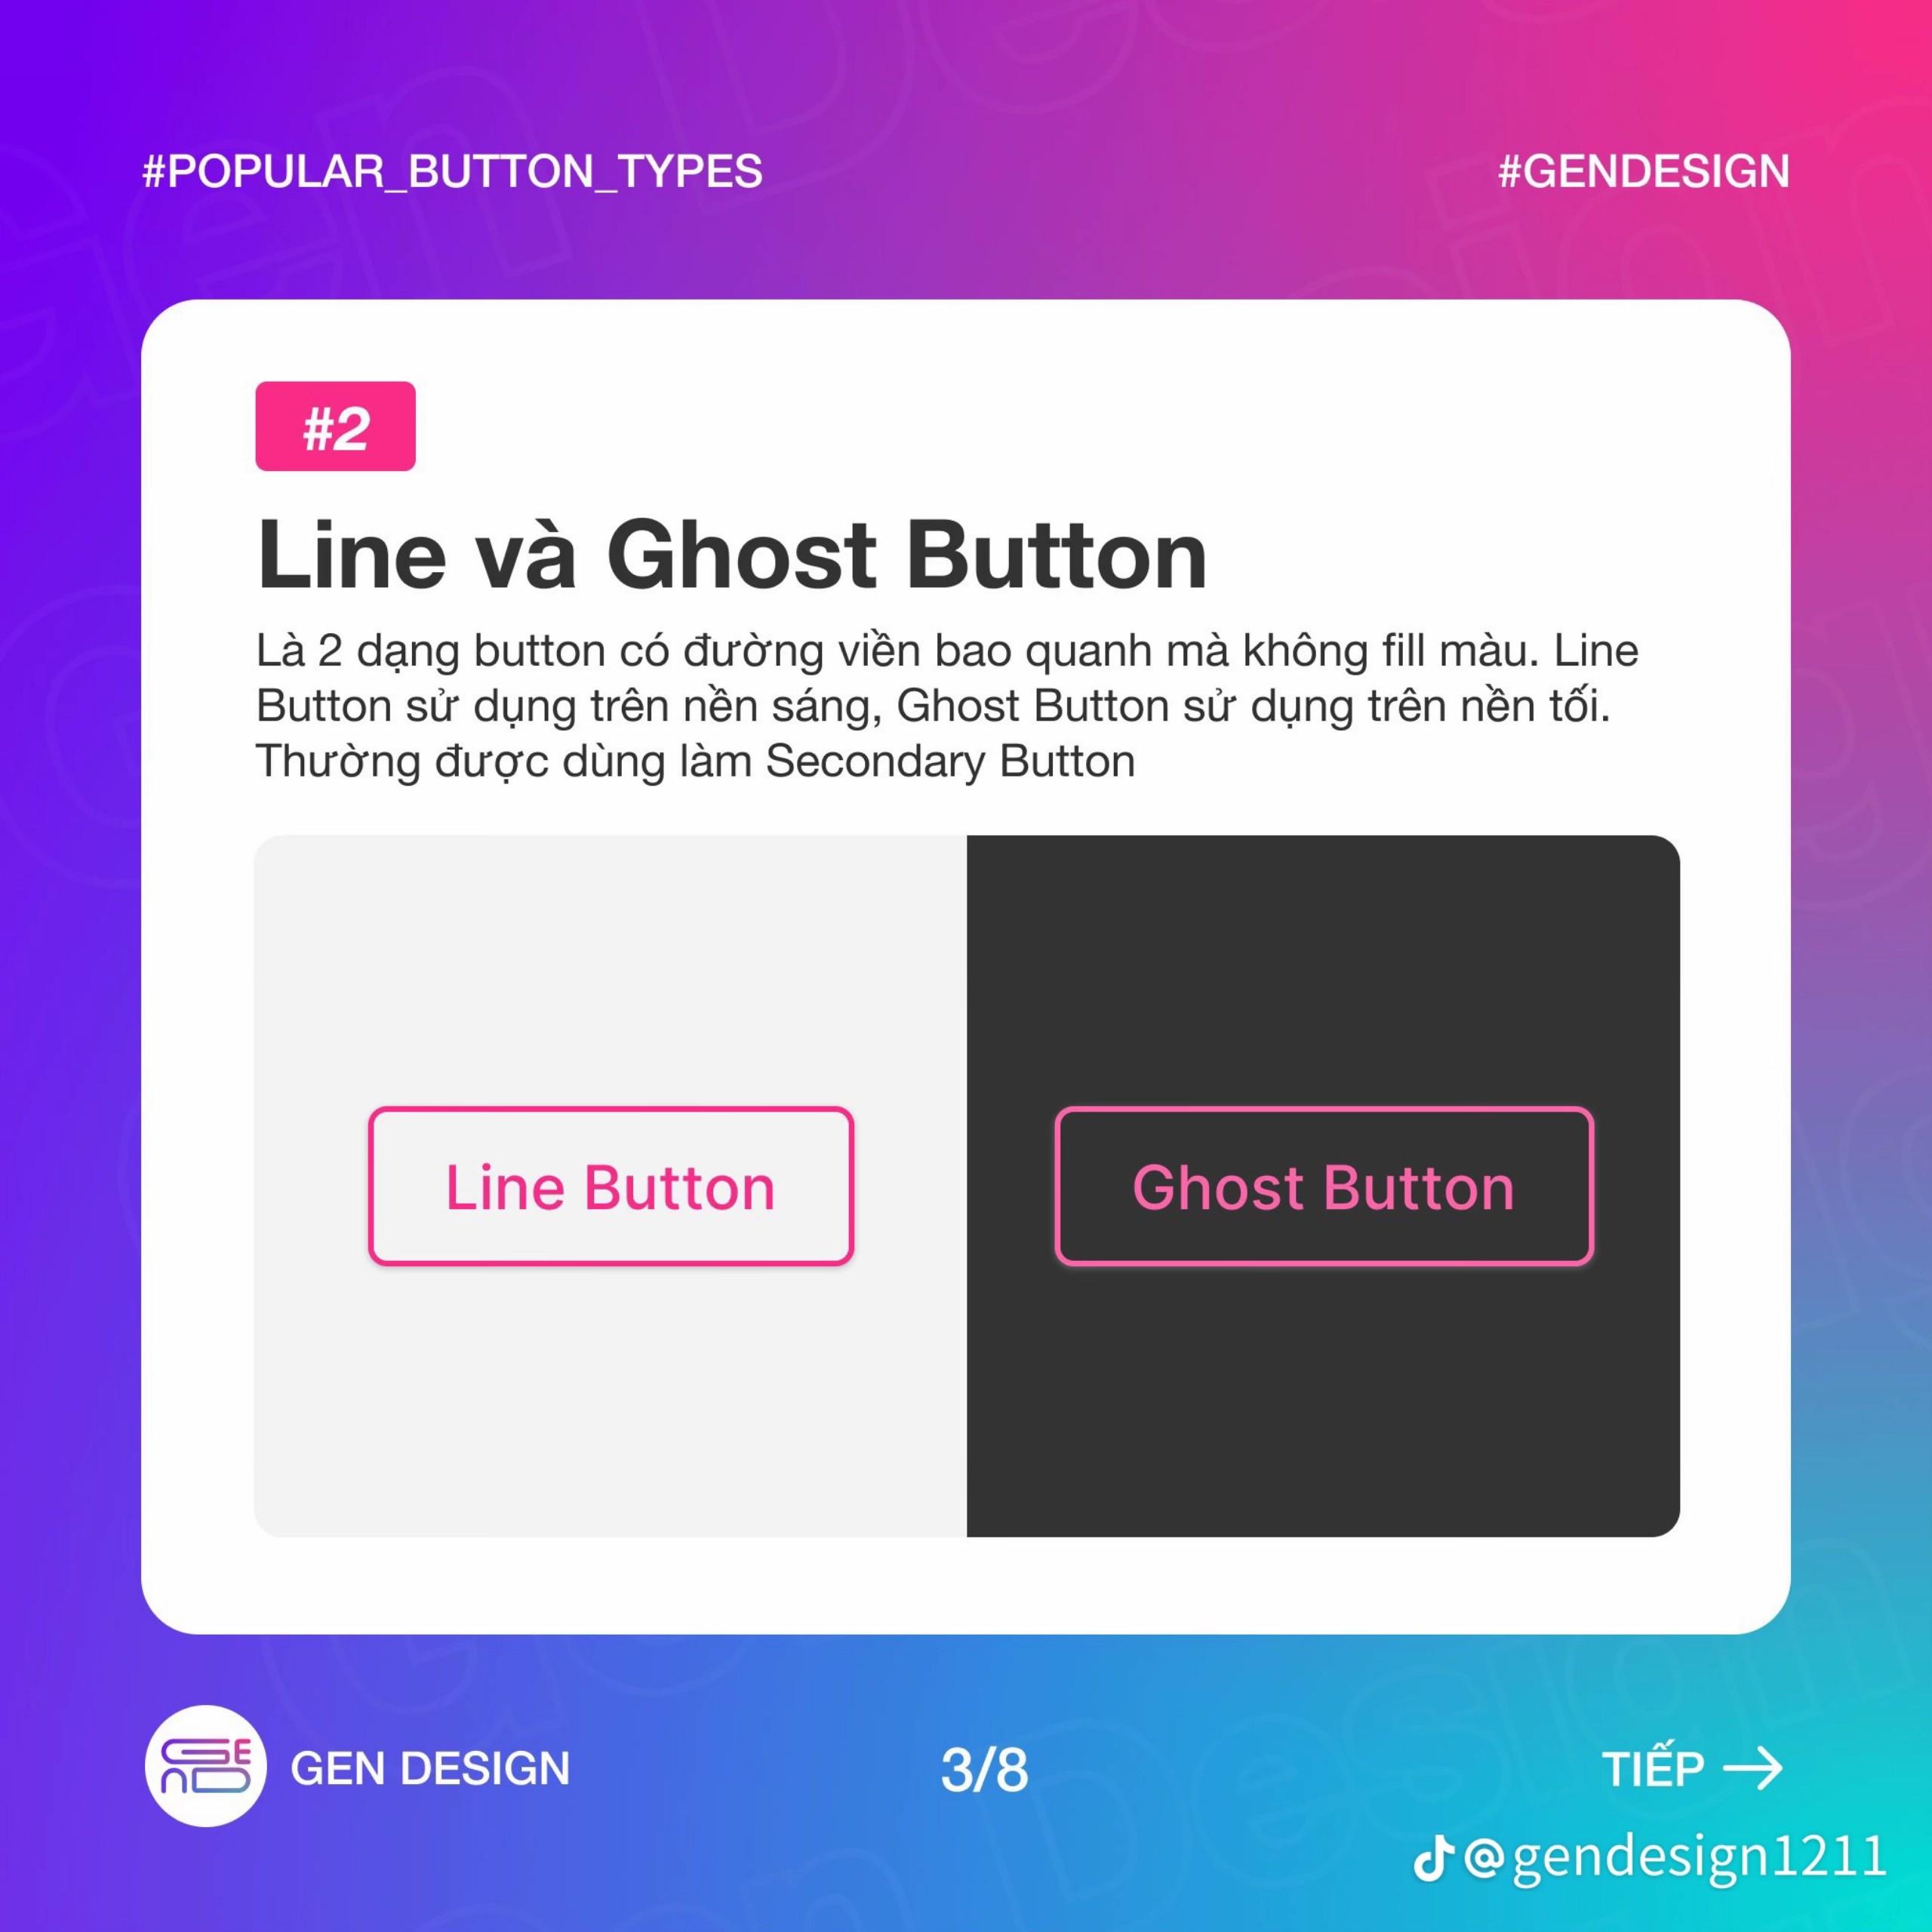 #POPULAR_BUTTON_TYPES
#GENDESIGN
#2
Line và Ghost Button
Là 2 dạng button có đường viền bao quanh mà không fill màu. Line
Button sử dụng trên nền sáng, Ghost Button sử dụng trên nền tối.
Thường được dùng làm Secondary Button
Line Button
Ghost Button
GEN DESIGN
3/8
TIẾP →
@gendesign1211